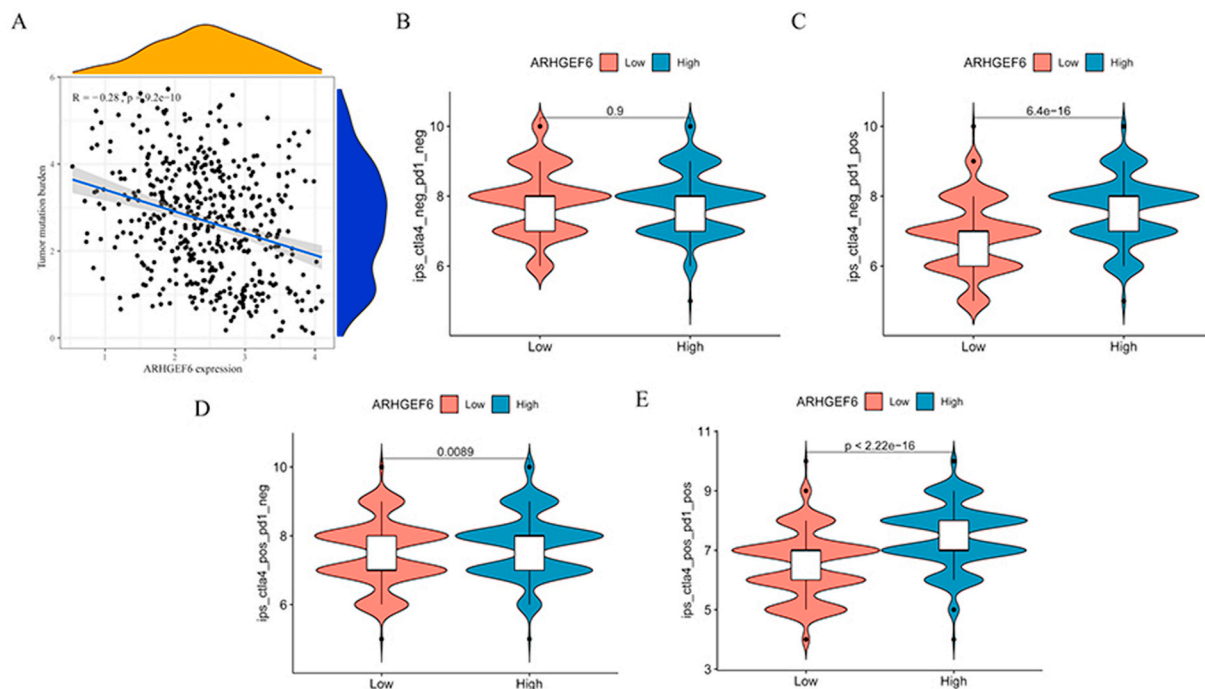 A
R = −0.28, p = 9.2e−10
Tumor mutation burden
6
4
2
0
1 2 3 4
ARHGEF6 expression
B
ARHGEF6 Low High
0.9
ips_ctla4_neg_pd1_neg
10
8
6
Low High
C
ARHGEF6 Low High
6.4e−16
ips_ctla4_neg_pd1_pos
10
8
6
Low High
D
ARHGEF6 Low High
0.0089
ips_ctla4_pos_pd1_neg
10
8
6
Low High
E
ARHGEF6 Low High
p < 2.22e−16
ips_ctla4_pos_pd1_pos
11
9
7
5
3
Low High